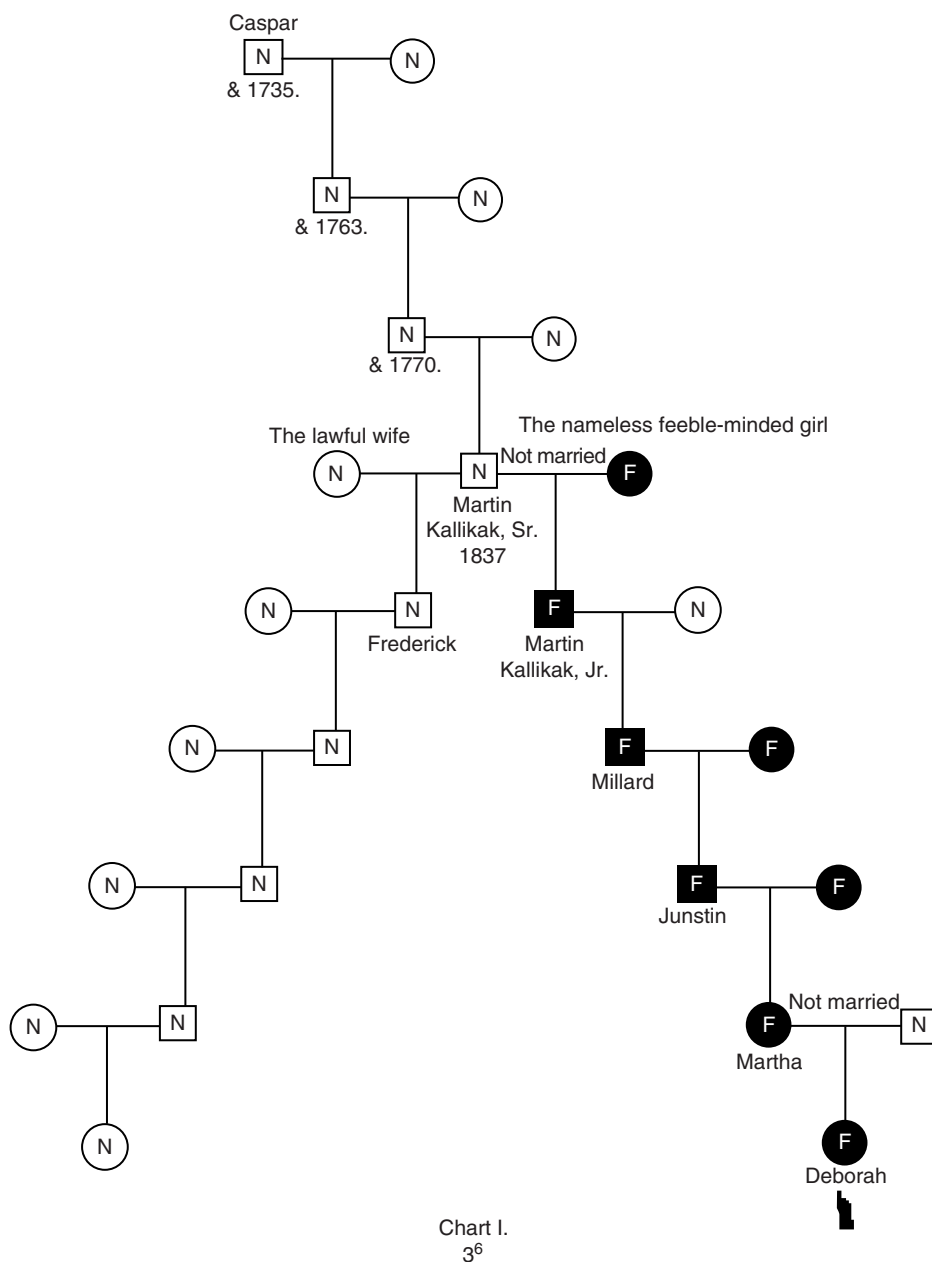 Caspar
N N
& 1735.
N N
& 1763.
N N
& 1770.
The nameless feeble-minded girl
The lawful wife
Not married
N N F
Martin
Kallikak, Sr.
1837
N N F N
Frederick Martin
Kallikak, Jr.
N N F F
Millard
N N F F
Junstin
Not married
N N F N
Martha
N F
Deborah
Chart I.
3⁶